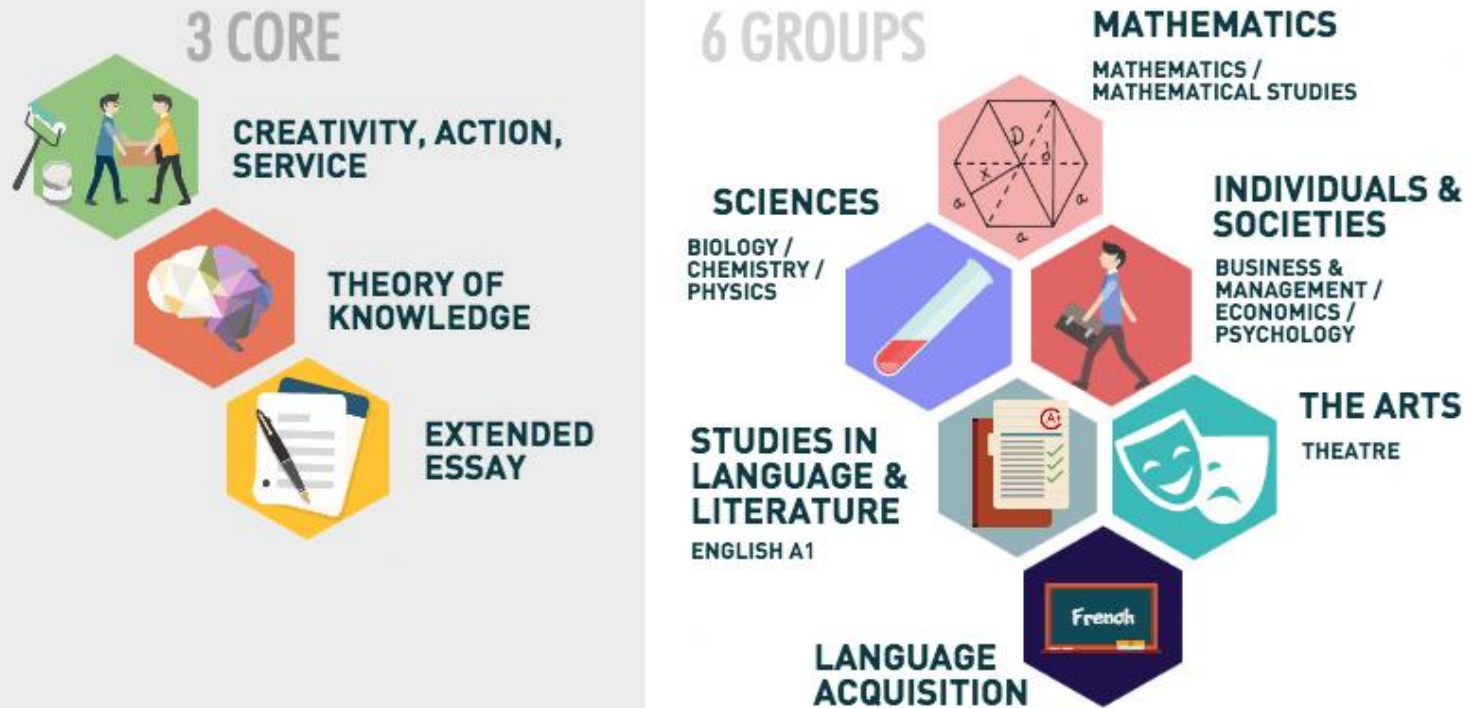 3 CORE
CREATIVITY, ACTION,
SERVICE
THEORY OF
KNOWLEDGE
EXTENDED
ESSAY
6 GROUPS
MATHEMATICS
MATHEMATICS /
MATHEMATICAL STUDIES
D
d
x
a
a
a
SCIENCES
BIOLOGY /
CHEMISTRY /
PHYSICS
INDIVIDUALS &
SOCIETIES
BUSINESS &
MANAGEMENT /
ECONOMICS /
PSYCHOLOGY
STUDIES IN
LANGUAGE &
LITERATURE
ENGLISH A1
A+
THE ARTS
THEATRE
French
LANGUAGE
ACQUISITION